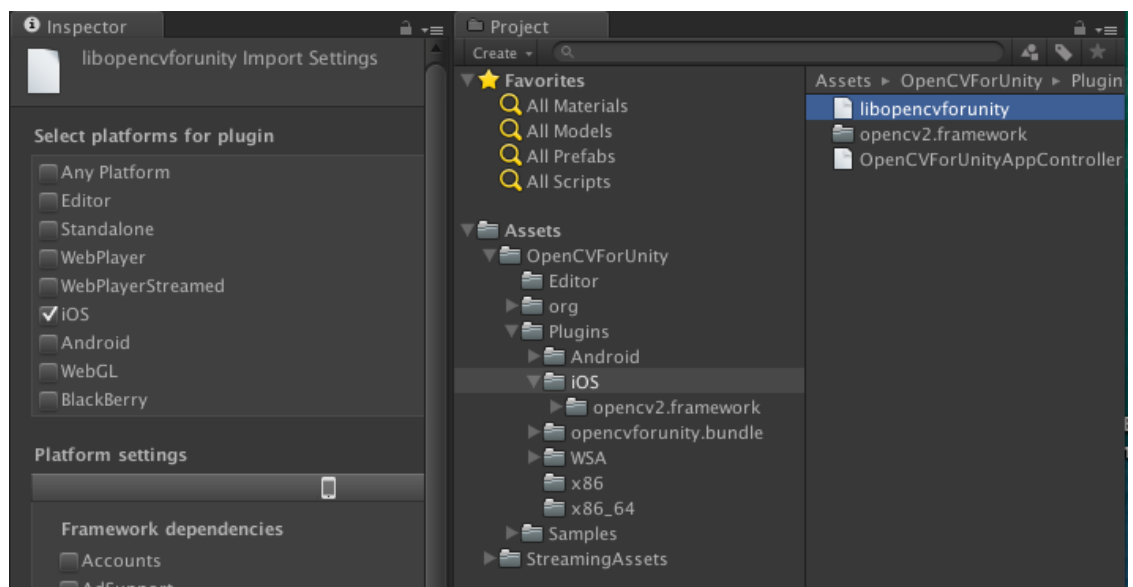 Inspector
libopencvforunity Import Settings
Select platforms for plugin
Any Platform
Editor
Standalone
WebPlayer
WebPlayerStreamed
iOS
Android
WebGL
BlackBerry
Platform settings
Framework dependencies
Accounts
AdSupport
Project
Create
Favorites
All Materials
All Models
All Prefabs
All Scripts
Assets
OpenCVForUnity
Editor
org
Plugins
Android
iOS
opencv2.framework
opencvforunity.bundle
WSA
x86
x86_64
Samples
StreamingAssets
Assets ▸ OpenCVForUnity ▸ Plugin
libopencvforunity
opencv2.framework
OpenCVForUnityAppController